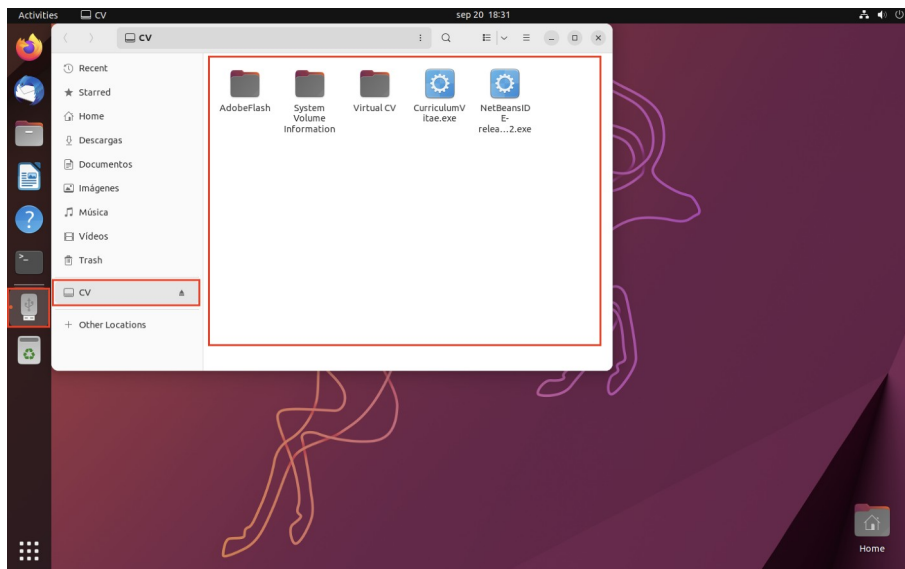 Activities CV sep 20 18:31
CV
Recent
Starred
Home
Descargas
Documentos
Imágenes
Música
Vídeos
Trash
CV
Other Locations
AdobeFlash
System
Volume
Information
Virtual CV
CurriculumV
itae.exe
NetBeansID
E-
relea...2.exe
Home